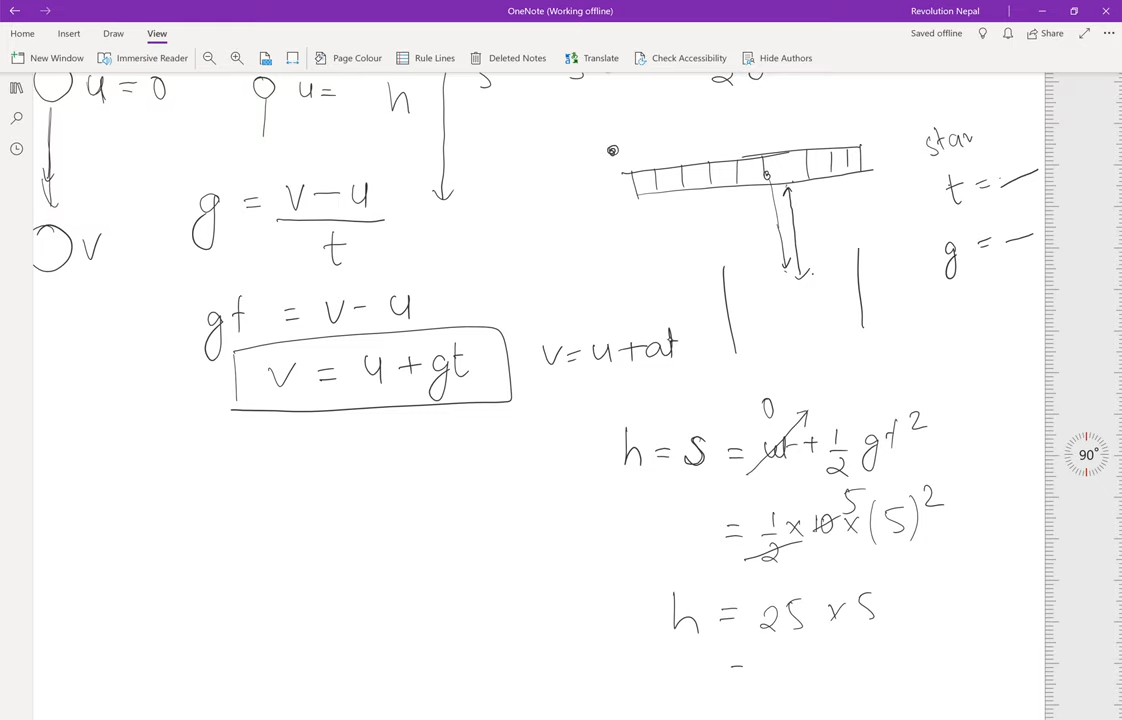 OneNote (Working offline)
Revolution Nepal
Home Insert Draw View
Saved offline
Share
New Window Immersive Reader Page Colour Rule Lines Deleted Notes Translate Check Accessibility Hide Authors
u = 0
u =
h
s
g = v - u / t
gt = v - u
v = u + gt
v = u + at
t =
g =
h = s = ut + 1/2 gt²
0
= 1/2 × 10 × (5)²
5
h = 25 × 5
=
v
90°